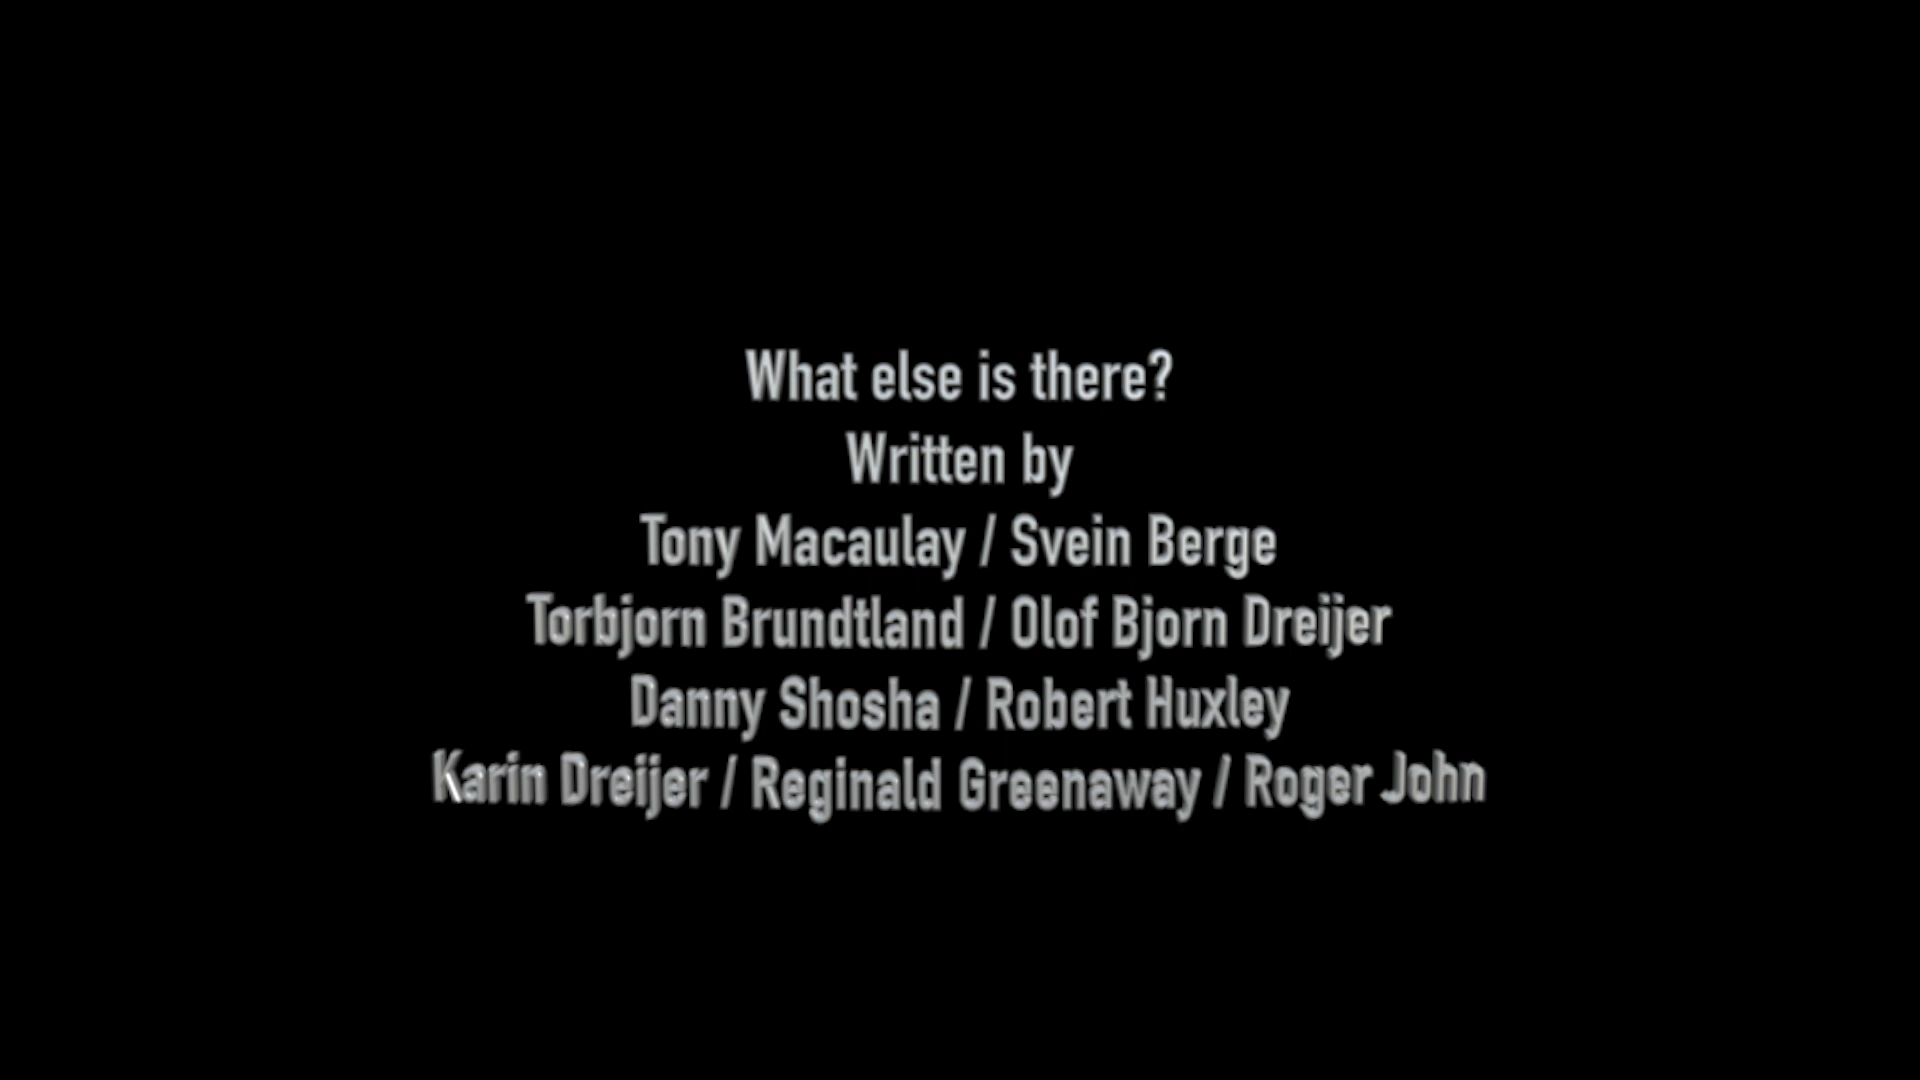 What else is there?
Written by
Tony Macaulay / Svein Berge
Torbjorn Brundtland / Olof Bjorn Dreijer
Danny Shosha / Robert Huxley
Karin Dreijer / Reginald Greenaway / Roger John